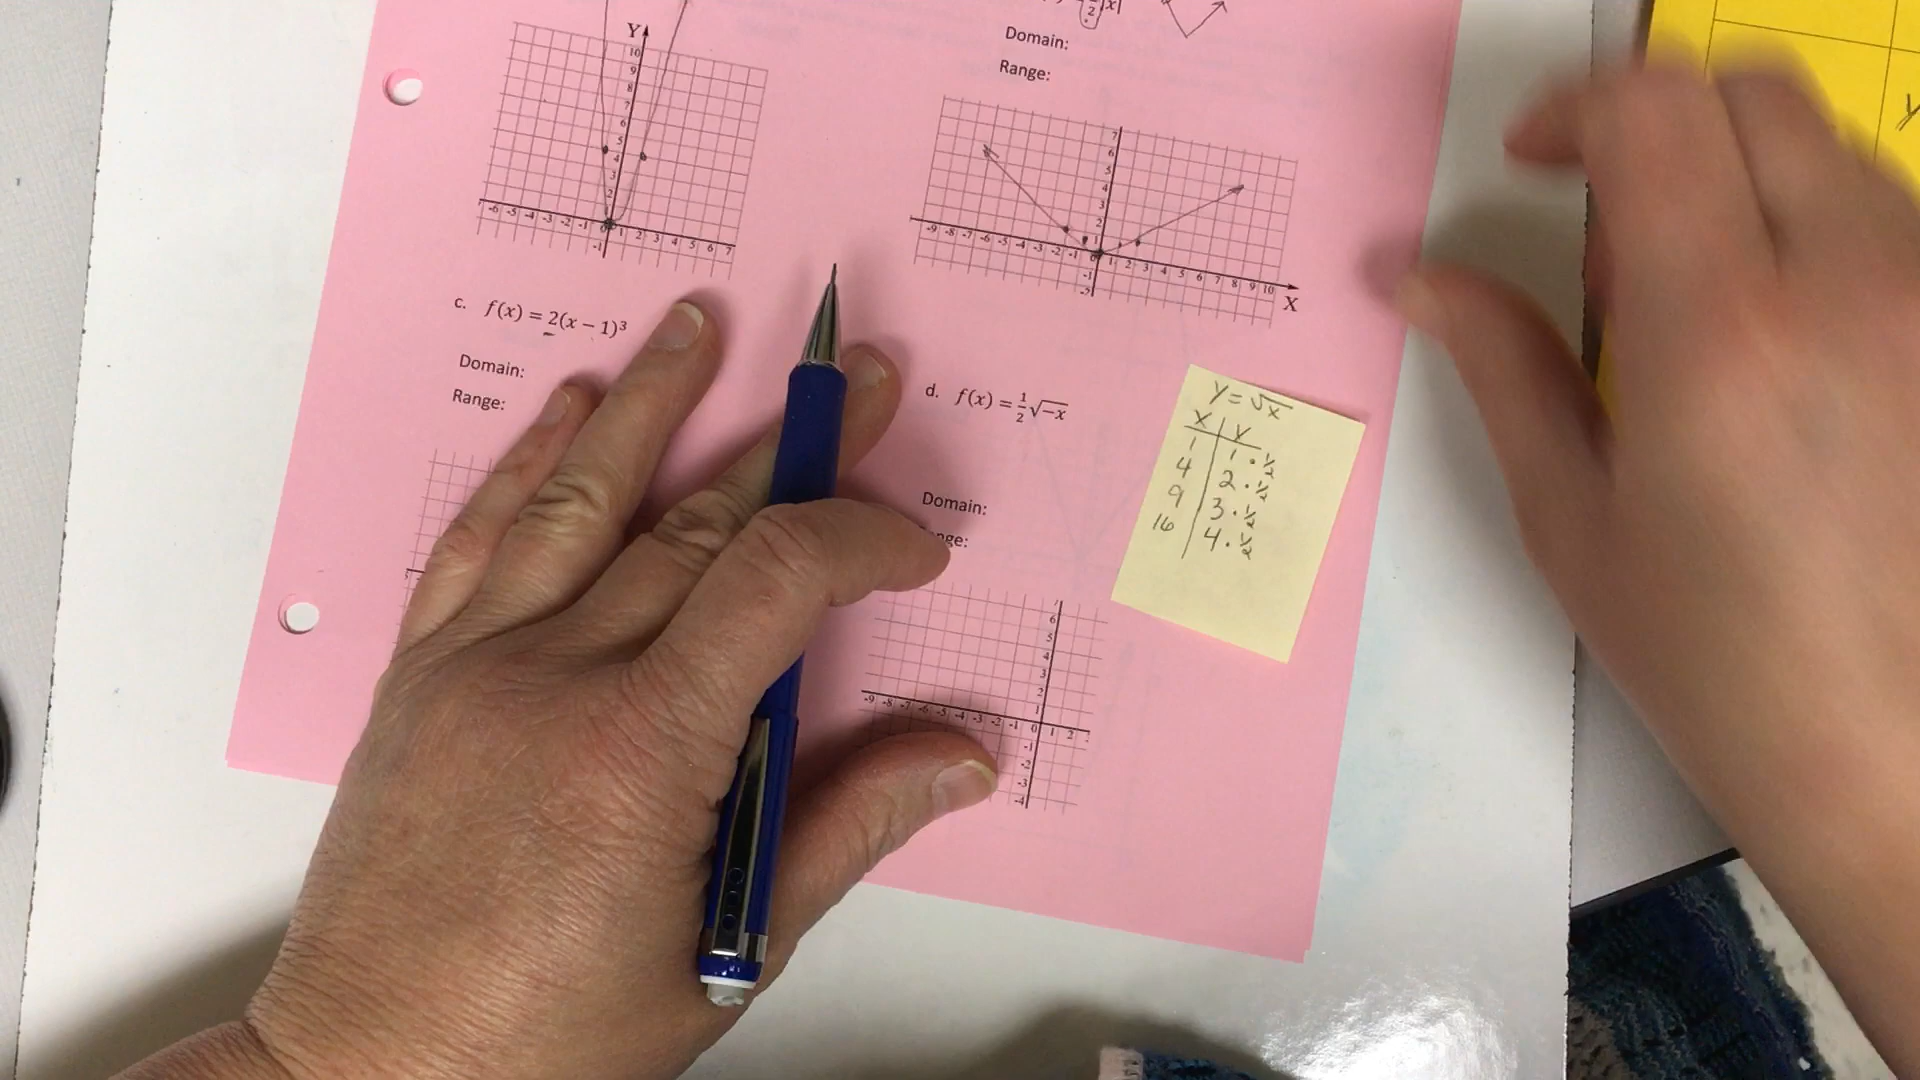 |x|
Domain:
Range:
Y
10
9
8
7
6
5
4
3
2
-6 -5 -4 -3 -2 -1 0 1 2 3 4 5 6 7
-1
7
6
5
4
3
2
1
-9 -8 -7 -6 -5 -4 -3 -2 -1 0 1 2 3 4 5 6 7 8 9 10
X
-1
-2
c. f(x) = 2(x − 1)³
Domain:
Range:
d. f(x) = ½√−x
Domain:
nge:
7
6
5
4
3
2
1
-9 -8 -7 -6 -5 -4 -3 -2 -1 0 1 2
-1
-2
-3
-4
y = √x
X | Y
1 | 1 · ½
4 | 2 · ½
9 | 3 · ½
16 | 4 · ½
y